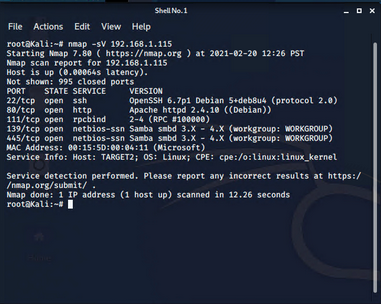 Shell No.1
File Actions Edit View Help
root@Kali:~# nmap -sV 192.168.1.115
Starting Nmap 7.80 ( https://nmap.org ) at 2021-02-20 12:26 PST
Nmap scan report for 192.168.1.115
Host is up (0.00064s latency).
Not shown: 995 closed ports
PORT STATE SERVICE VERSION
22/tcp open ssh OpenSSH 6.7p1 Debian 5+deb8u4 (protocol 2.0)
80/tcp open http Apache httpd 2.4.10 ((Debian))
111/tcp open rpcbind 2-4 (RPC #100000)
139/tcp open netbios-ssn Samba smbd 3.X - 4.X (workgroup: WORKGROUP)
445/tcp open netbios-ssn Samba smbd 3.X - 4.X (workgroup: WORKGROUP)
MAC Address: 00:15:5D:00:04:11 (Microsoft)
Service Info: Host: TARGET2; OS: Linux; CPE: cpe:/o:linux:linux_kernel
Service detection performed. Please report any incorrect results at https:/
/nmap.org/submit/ .
Nmap done: 1 IP address (1 host up) scanned in 12.26 seconds
root@Kali:~#